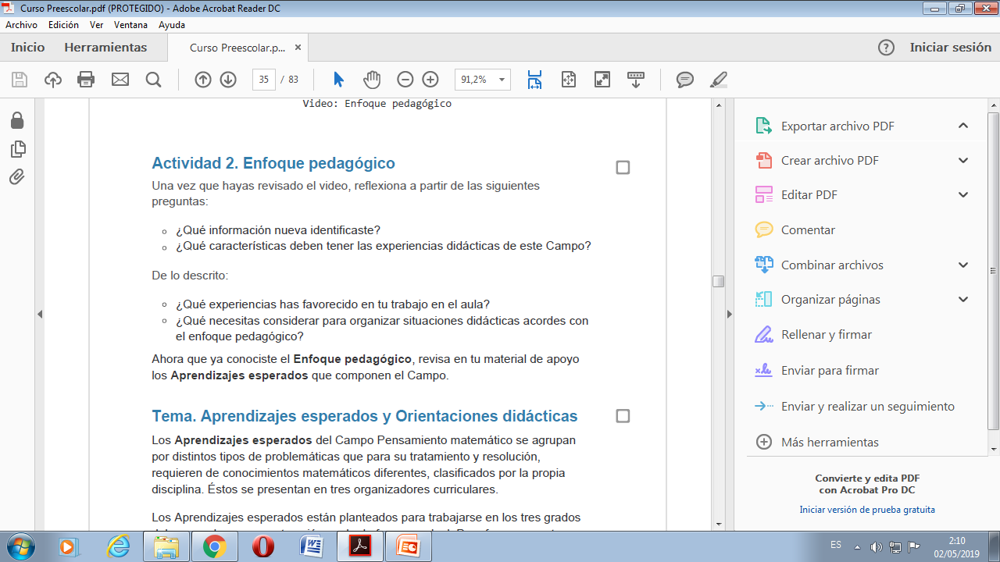 Curso Preescolar.pdf (PROTEGIDO) - Adobe Acrobat Reader DC
Archivo Edición Ver Ventana Ayuda
Inicio Herramientas Curso Preescolar.p... × ? Iniciar sesión
35 / 83 91,2%
Video: Enfoque pedagógico
Actividad 2. Enfoque pedagógico
Una vez que hayas revisado el video, reflexiona a partir de las siguientes
preguntas:
¿Qué información nueva identificaste?
¿Qué características deben tener las experiencias didácticas de este Campo?
De lo descrito:
¿Qué experiencias has favorecido en tu trabajo en el aula?
¿Qué necesitas considerar para organizar situaciones didácticas acordes con
el enfoque pedagógico?
Ahora que ya conociste el Enfoque pedagógico, revisa en tu material de apoyo
los Aprendizajes esperados que componen el Campo.
Tema. Aprendizajes esperados y Orientaciones didácticas
Los Aprendizajes esperados del Campo Pensamiento matemático se agrupan
por distintos tipos de problemáticas que para su tratamiento y resolución,
requieren de conocimientos matemáticos diferentes, clasificados por la propia
disciplina. Éstos se presentan en tres organizadores curriculares.
Los Aprendizajes esperados están planteados para trabajarse en los tres grados
Exportar archivo PDF
Crear archivo PDF
Editar PDF
Comentar
Combinar archivos
Organizar páginas
Rellenar y firmar
Enviar para firmar
Enviar y realizar un seguimiento
Más herramientas
Convierte y edita PDF
con Acrobat Pro DC
Iniciar versión de prueba gratuita
ES
2:10
02/05/2019